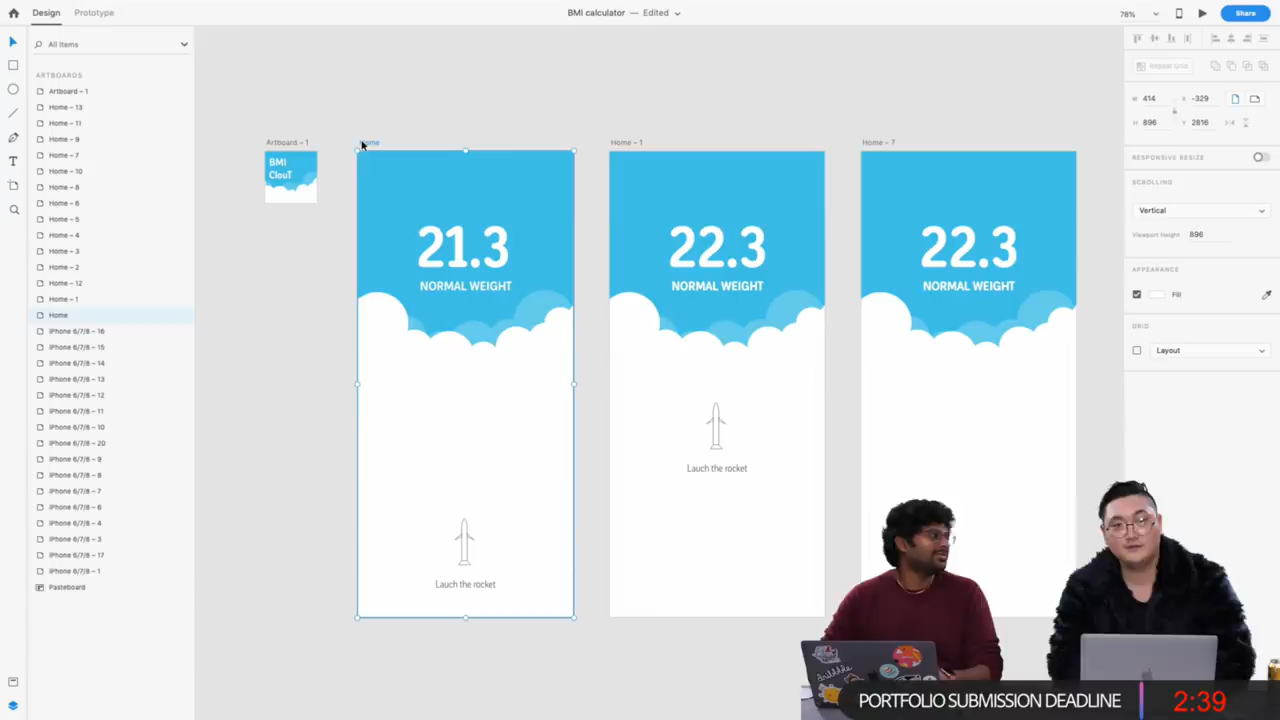 Design
Prototype
BMI calculator — Edited
78%
Share
All Items
ARTBOARDS
Artboard – 1
Home – 13
Home – 11
Home – 9
Home – 7
Home – 10
Home – 8
Home – 6
Home – 5
Home – 4
Home – 3
Home – 2
Home – 12
Home – 1
Home
iPhone 6/7/8 – 16
iPhone 6/7/8 – 15
iPhone 6/7/8 – 14
iPhone 6/7/8 – 13
iPhone 6/7/8 – 12
iPhone 6/7/8 – 11
iPhone 6/7/8 – 10
iPhone 6/7/8 – 20
iPhone 6/7/8 – 9
iPhone 6/7/8 – 8
iPhone 6/7/8 – 7
iPhone 6/7/8 – 6
iPhone 6/7/8 – 4
iPhone 6/7/8 – 3
iPhone 6/7/8 – 17
iPhone 6/7/8 – 1
Pasteboard
Artboard – 1
BMI
ClouT
Home
21.3
NORMAL WEIGHT
Lauch the rocket
Home – 1
22.3
NORMAL WEIGHT
Lauch the rocket
Home – 7
22.3
NORMAL WEIGHT
Repeat Grid
W 414 X -329
H 896 Y 2816
RESPONSIVE RESIZE
SCROLLING
Vertical
Viewport Height 896
APPEARANCE
Fill
GRID
Layout
PORTFOLIO SUBMISSION DEADLINE
2:39